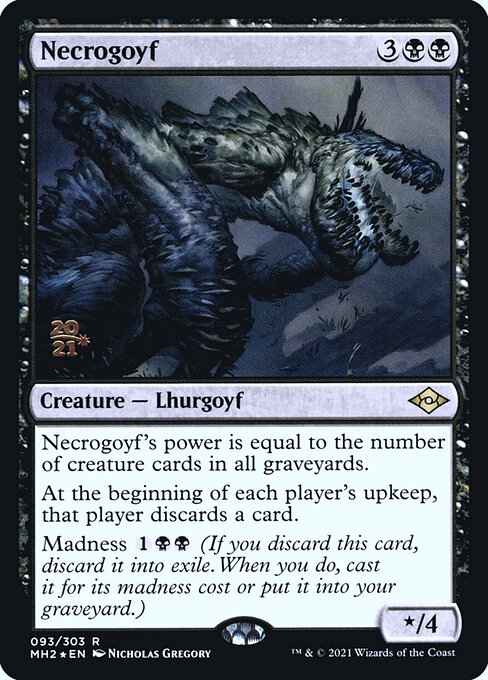 Necrogoyf 3
20
21
Creature — Lhurgoyf
Necrogoyf's power is equal to the number
of creature cards in all graveyards.
At the beginning of each player's upkeep,
that player discards a card.
Madness 1 (If you discard this card,
discard it into exile. When you do, cast
it for its madness cost or put it into your
graveyard.)
*/4
093/303 R
MH2★EN Nicholas Gregory
™ & © 2021 Wizards of the Coast